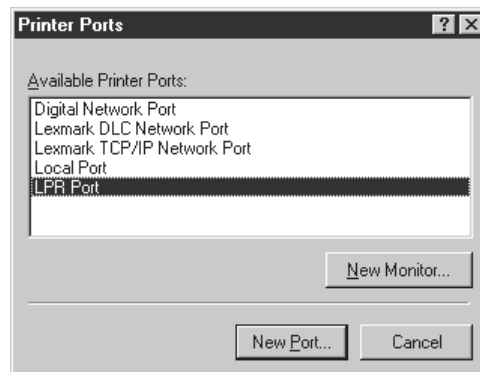 Printer Ports
Available Printer Ports:
Digital Network Port
Lexmark DLC Network Port
Lexmark TCP/IP Network Port
Local Port
LPR Port
New Monitor...
New Port...
Cancel